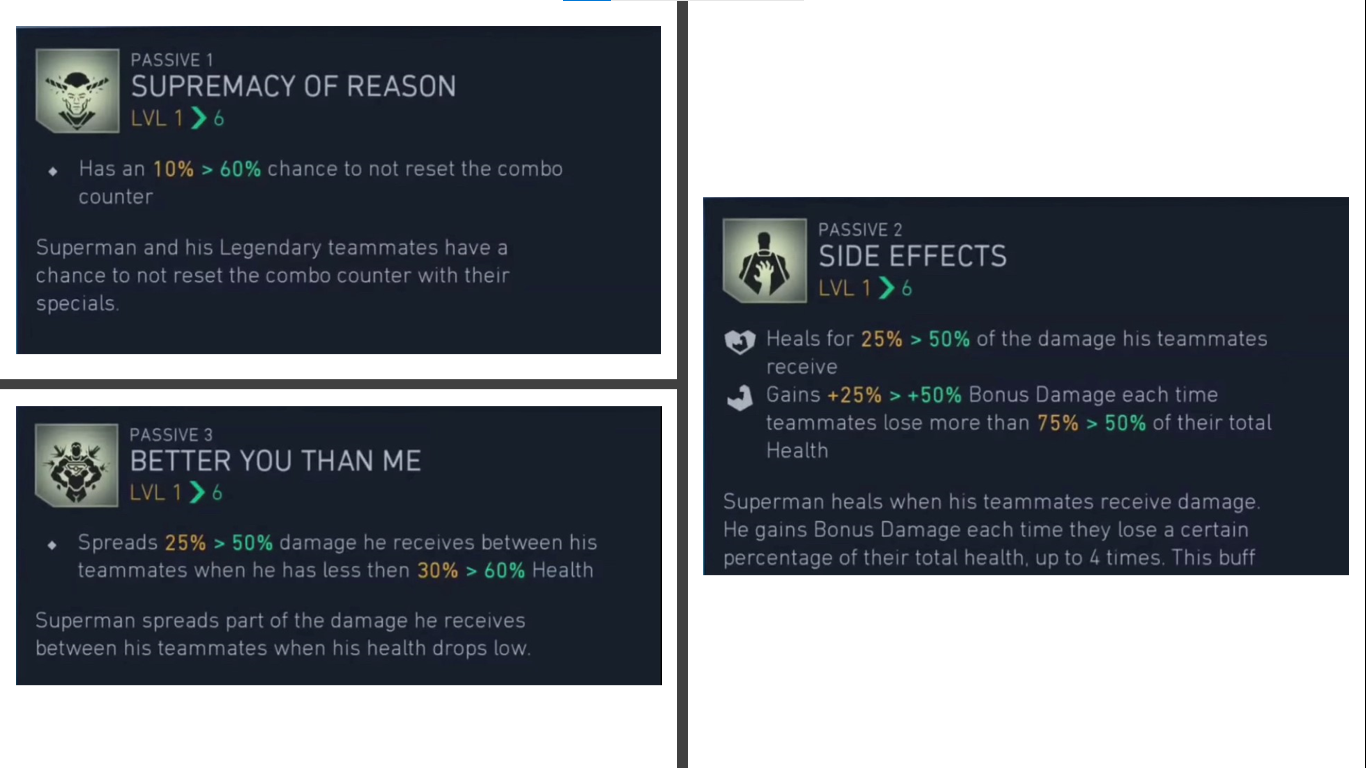 PASSIVE 1
SUPREMACY OF REASON
LVL 1 > 6
Has an 10% > 60% chance to not reset the combo
counter
Superman and his Legendary teammates have a
chance to not reset the combo counter with their
specials.
PASSIVE 3
BETTER YOU THAN ME
LVL 1 > 6
Spreads 25% > 50% damage he receives between his
teammates when he has less then 30% > 60% Health
Superman spreads part of the damage he receives
between his teammates when his health drops low.
PASSIVE 2
SIDE EFFECTS
LVL 1 > 6
Heals for 25% > 50% of the damage his teammates
receive
Gains +25% > +50% Bonus Damage each time
teammates lose more than 75% > 50% of their total
Health
Superman heals when his teammates receive damage.
He gains Bonus Damage each time they lose a certain
percentage of their total health, up to 4 times. This buff